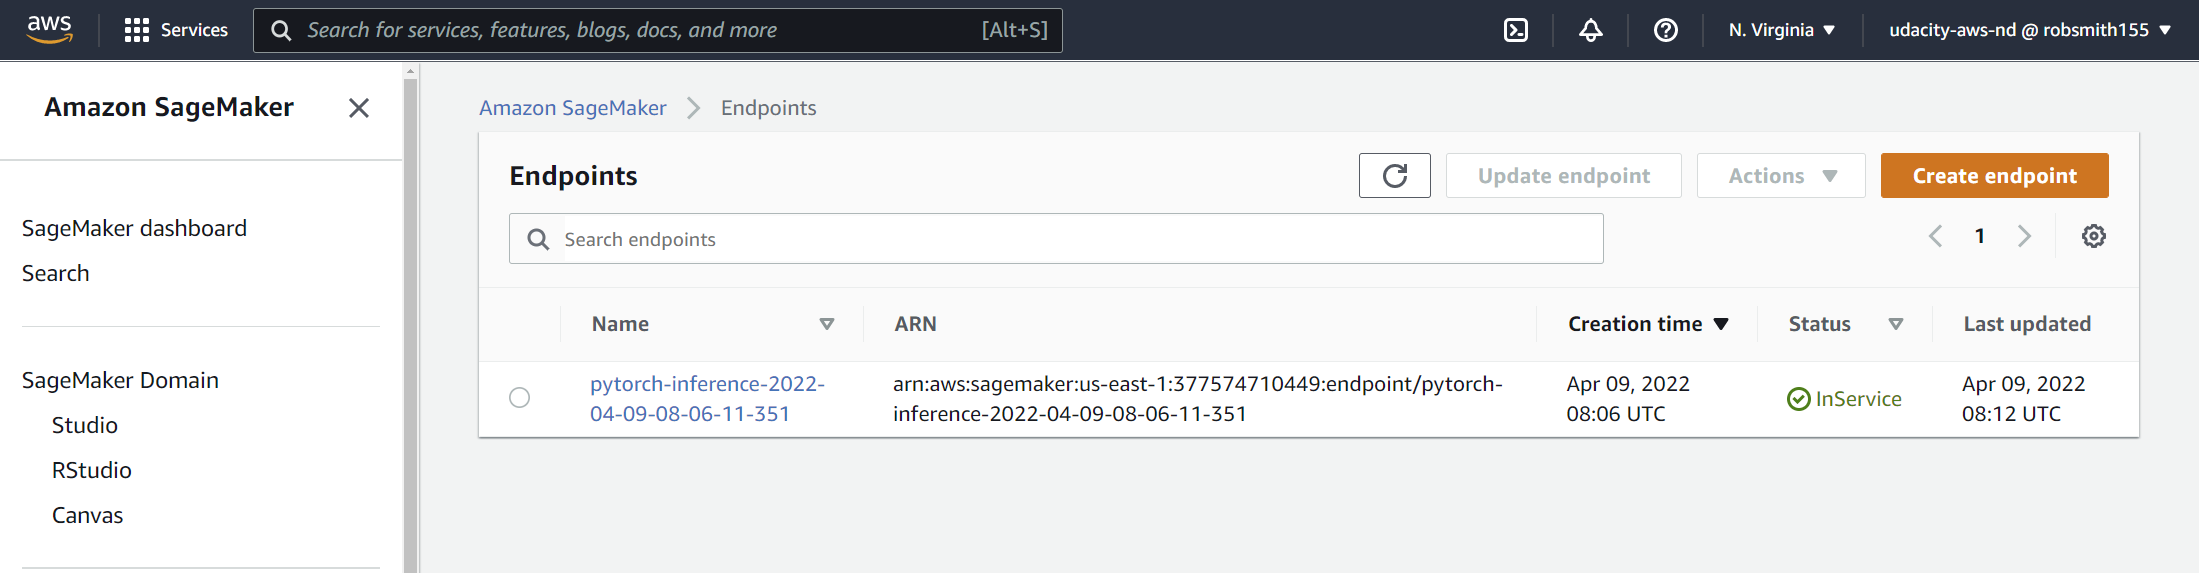 aws
Services
Search for services, features, blogs, docs, and more [Alt+S]
N. Virginia
udacity-aws-nd @ robsmith155
Amazon SageMaker
SageMaker dashboard
Search
SageMaker Domain
Studio
RStudio
Canvas
Amazon SageMaker Endpoints
Endpoints
Update endpoint
Actions
Create endpoint
Search endpoints
1
Name ARN Creation time Status Last updated
pytorch-inference-2022-
04-09-08-06-11-351
arn:aws:sagemaker:us-east-1:377574710449:endpoint/pytorch-
inference-2022-04-09-08-06-11-351
Apr 09, 2022
08:06 UTC
InService
Apr 09, 2022
08:12 UTC